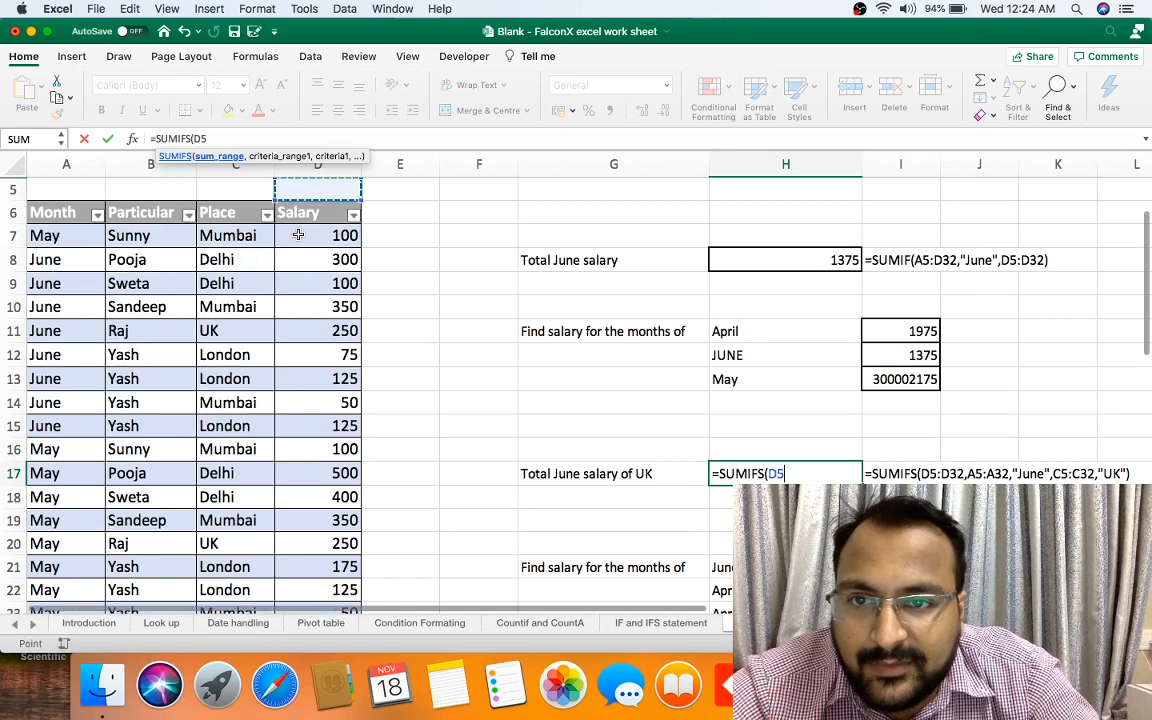 Excel File Edit View Insert Format Tools Data Window Help 94% Wed 12:24 AM
AutoSave OFF Blank - FalconX excel work sheet
Home Insert Draw Page Layout Formulas Data Review View Developer Tell me Share Comments
Paste Calibri (Body) 12 Wrap Text General Conditional Formatting Format as Table Cell Styles Insert Delete Format Sort & Filter Find & Select Ideas
B I U Merge & Centre
SUM fx =SUMIFS(D5
SUMIFS(sum_range, criteria_range1, criteria1, ...)
A B C D E F G H I J K L
5
6 Month Particular Place Salary
7 May Sunny Mumbai 100
8 June Pooja Delhi 300 Total June salary 1375 =SUMIF(A5:D32,"June",D5:D32)
9 June Sweta Delhi 100
10 June Sandeep Mumbai 350
11 June Raj UK 250 Find salary for the months of April 1975
12 June Yash London 75 JUNE 1375
13 June Yash London 125 May 300002175
14 June Yash Mumbai 50
15 June Yash London 125
16 May Sunny Mumbai 100
17 May Pooja Delhi 500 Total June salary of UK =SUMIFS(D5 =SUMIFS(D5:D32,A5:A32,"June",C5:C32,"UK")
18 May Sweta Delhi 400
19 May Sandeep Mumbai 350
20 May Raj UK 250
21 May Yash London 175 Find salary for the months of
22 May Yash London 125
23 May Yash Mumbai 50
Introduction Look up Date handling Pivot table Condition Formating Countif and CountA IF and IFS statement
Point
Scientific
NOV
18